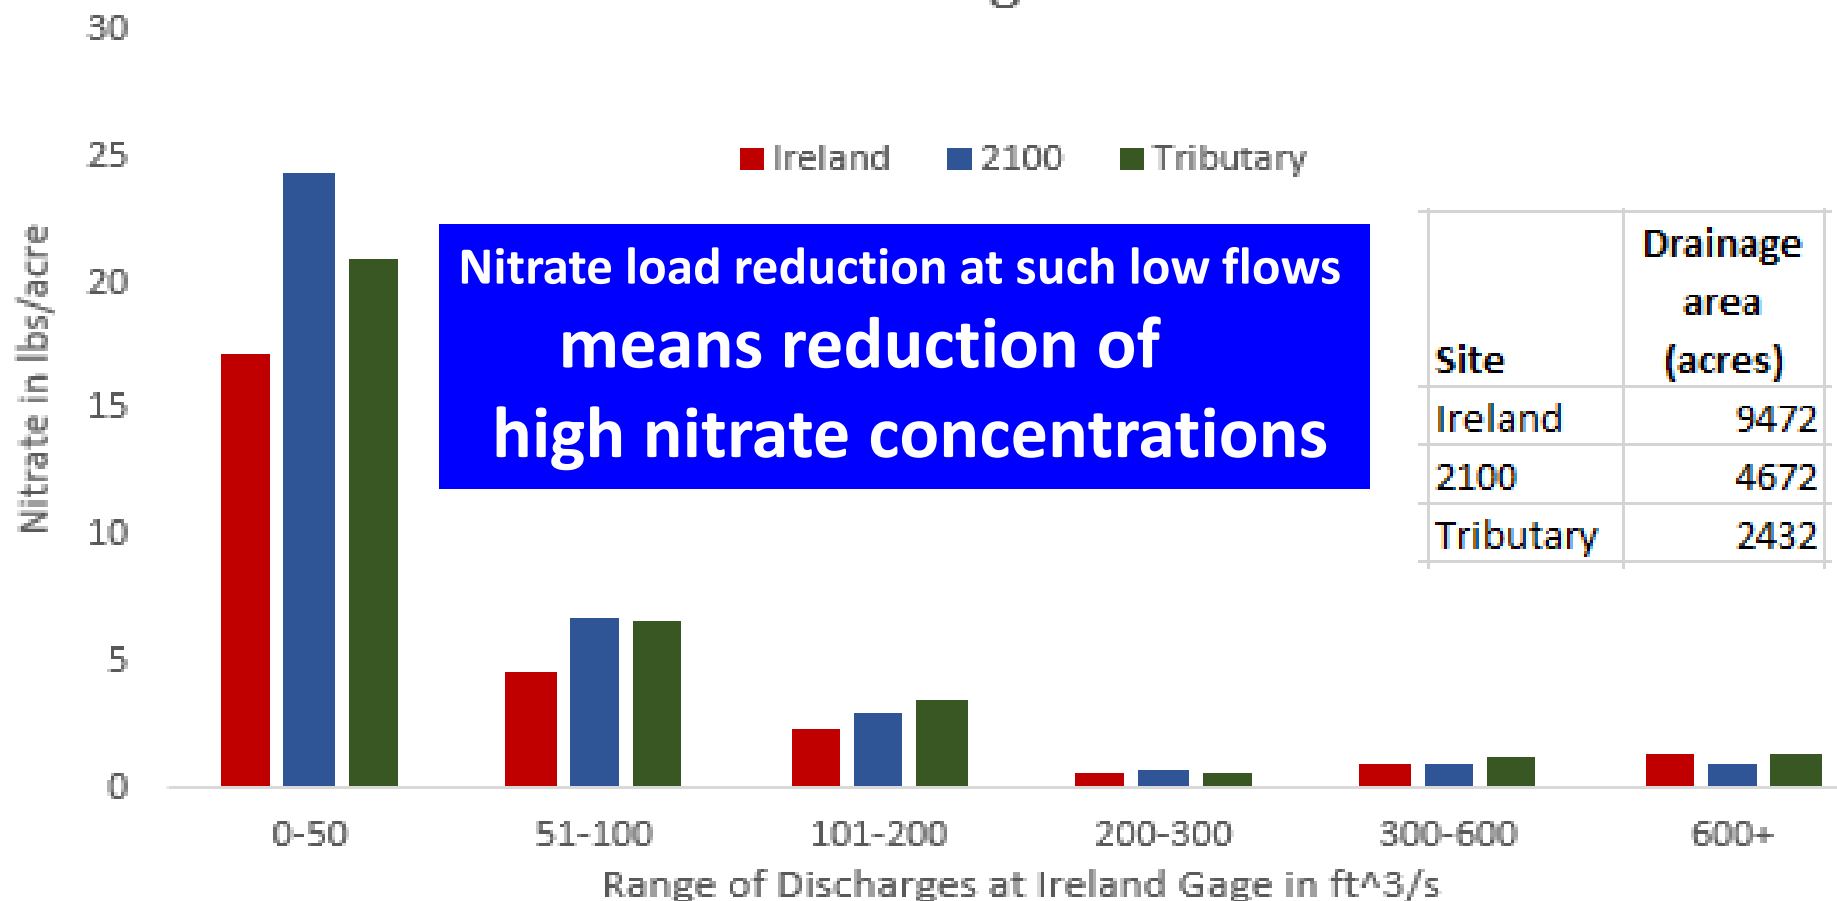 30
25
20
15
10
5
0
Nitrate in lbs/acre
Ireland 2100 Tributary
Nitrate load reduction at such low flows
means reduction of
high nitrate concentrations
Site Drainage area (acres)
Ireland 9472
2100 4672
Tributary 2432
0-50 51-100 101-200 200-300 300-600 600+
Range of Discharges at Ireland Gage in ft^3/s